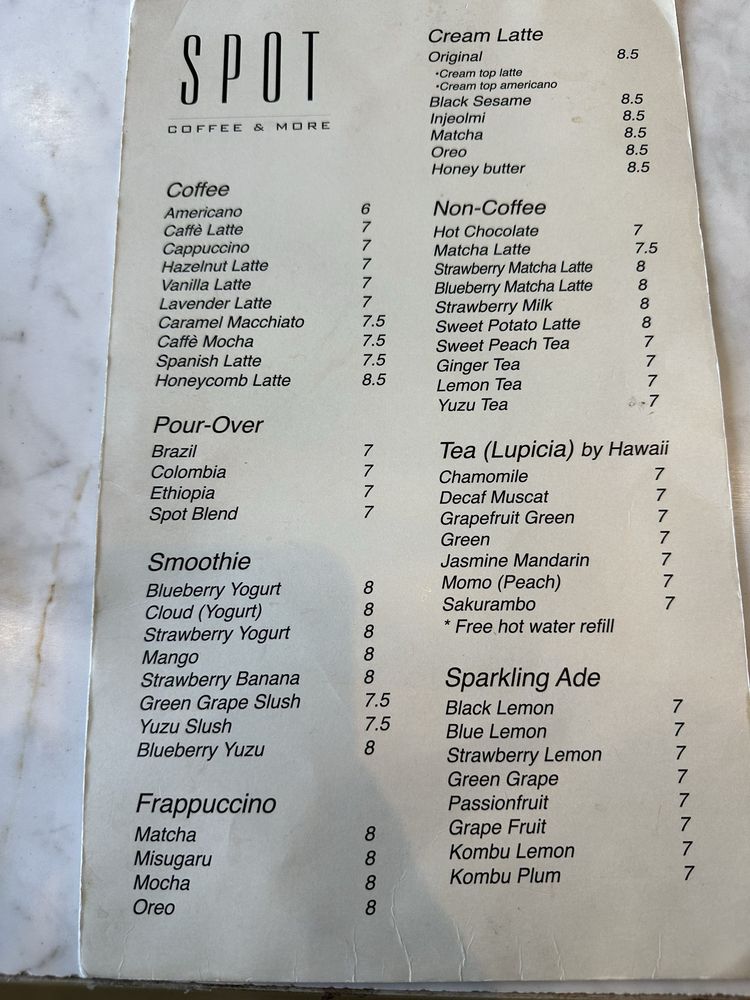 SPOT
COFFEE & MORE
Coffee
Americano 6
Caffè Latte 7
Cappuccino 7
Hazelnut Latte 7
Vanilla Latte 7
Lavender Latte 7
Caramel Macchiato 7.5
Caffè Mocha 7.5
Spanish Latte 7.5
Honeycomb Latte 8.5
Pour-Over
Brazil 7
Colombia 7
Ethiopia 7
Spot Blend 7
Smoothie
Blueberry Yogurt 8
Cloud (Yogurt) 8
Strawberry Yogurt 8
Mango 8
Strawberry Banana 8
Green Grape Slush 7.5
Yuzu Slush 7.5
Blueberry Yuzu 8
Frappuccino
Matcha 8
Misugaru 8
Mocha 8
Oreo 8
Cream Latte
Original 8.5
•Cream top latte
•Cream top americano
Black Sesame 8.5
Injeolmi 8.5
Matcha 8.5
Oreo 8.5
Honey butter 8.5
Non-Coffee
Hot Chocolate 7
Matcha Latte 7.5
Strawberry Matcha Latte 8
Blueberry Matcha Latte 8
Strawberry Milk 8
Sweet Potato Latte 8
Sweet Peach Tea 7
Ginger Tea 7
Lemon Tea 7
Yuzu Tea 7
Tea (Lupicia) by Hawaii
Chamomile 7
Decaf Muscat 7
Grapefruit Green 7
Green 7
Jasmine Mandarin 7
Momo (Peach) 7
Sakurambo 7
* Free hot water refill
Sparkling Ade
Black Lemon 7
Blue Lemon 7
Strawberry Lemon 7
Green Grape 7
Passionfruit 7
Grape Fruit 7
Kombu Lemon 7
Kombu Plum 7